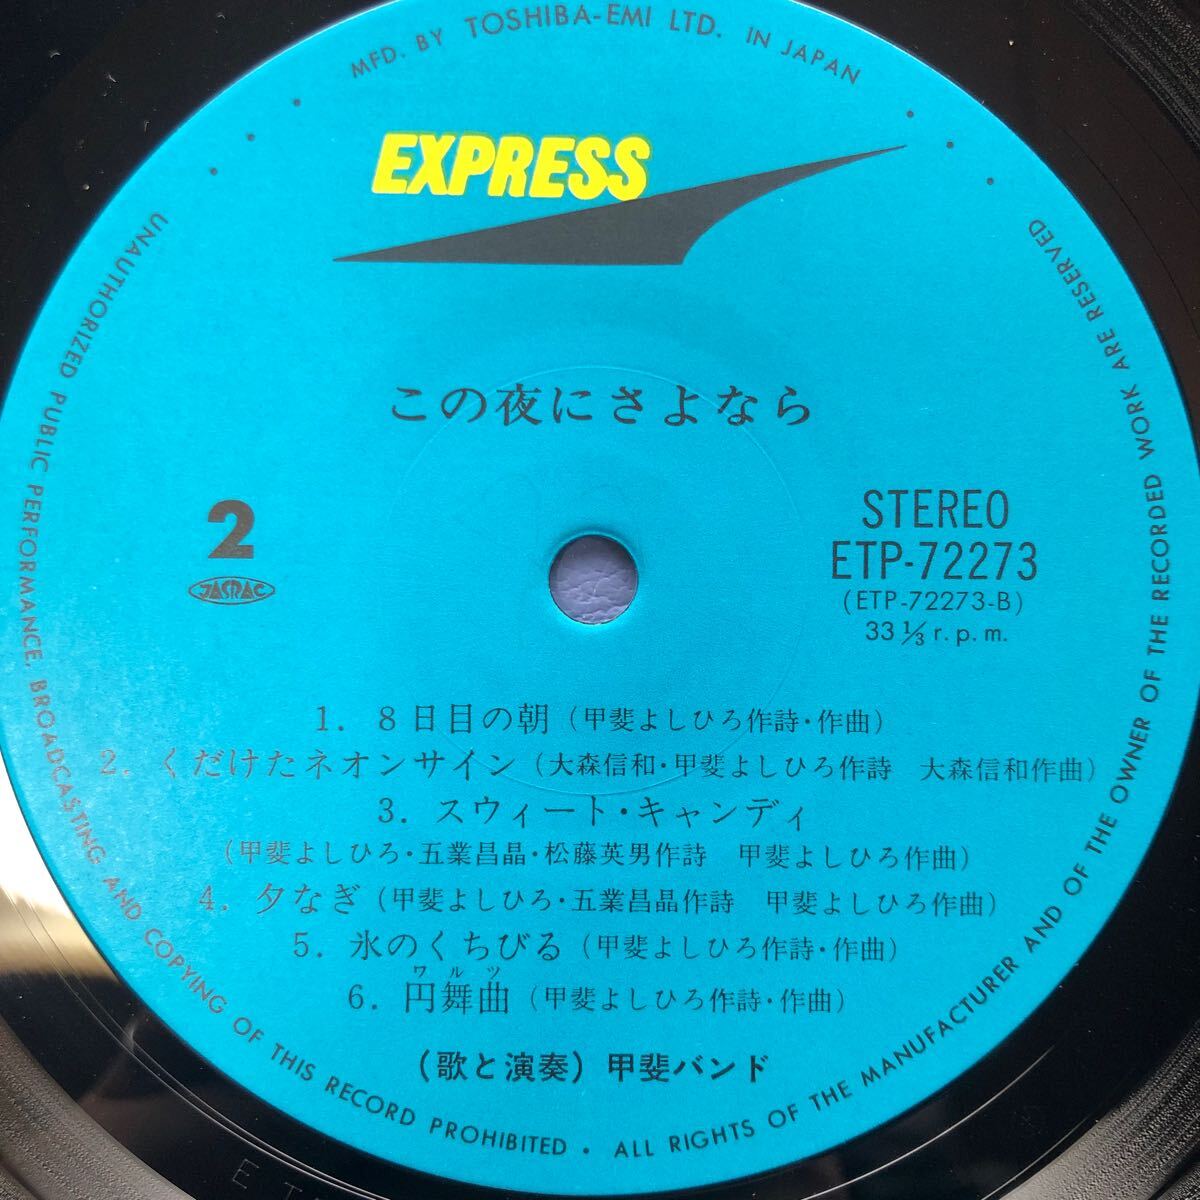 MFD. BY TOSHIBA-EMI LTD. IN JAPAN
EXPRESS
この夜にさよなら
2
JASRAC
STEREO
ETP-72273
(ETP-72273-B)
33 1/3 r.p.m.
1. 8日目の朝(甲斐よしひろ作詩・作曲)
2. くだけたネオンサイン(大森信和・甲斐よしひろ作詩 大森信和作曲)
3. スウィート・キャンディ
(甲斐よしひろ・五業昌晶・松藤英男作詩 甲斐よしひろ作曲)
4. 夕なぎ(甲斐よしひろ・五業昌晶作詩 甲斐よしひろ作曲)
5. 氷のくちびる(甲斐よしひろ作詩・作曲)
ワルツ
6. 円舞曲(甲斐よしひろ作詩・作曲)
(歌と演奏)甲斐バンド
UNAUTHORIZED PUBLIC PERFORMANCE, BROADCASTING AND COPYING OF THIS RECORD PROHIBITED • ALL RIGHTS OF THE MANUFACTURER AND OF THE OWNER OF THE RECORDED WORK ARE RESERVED